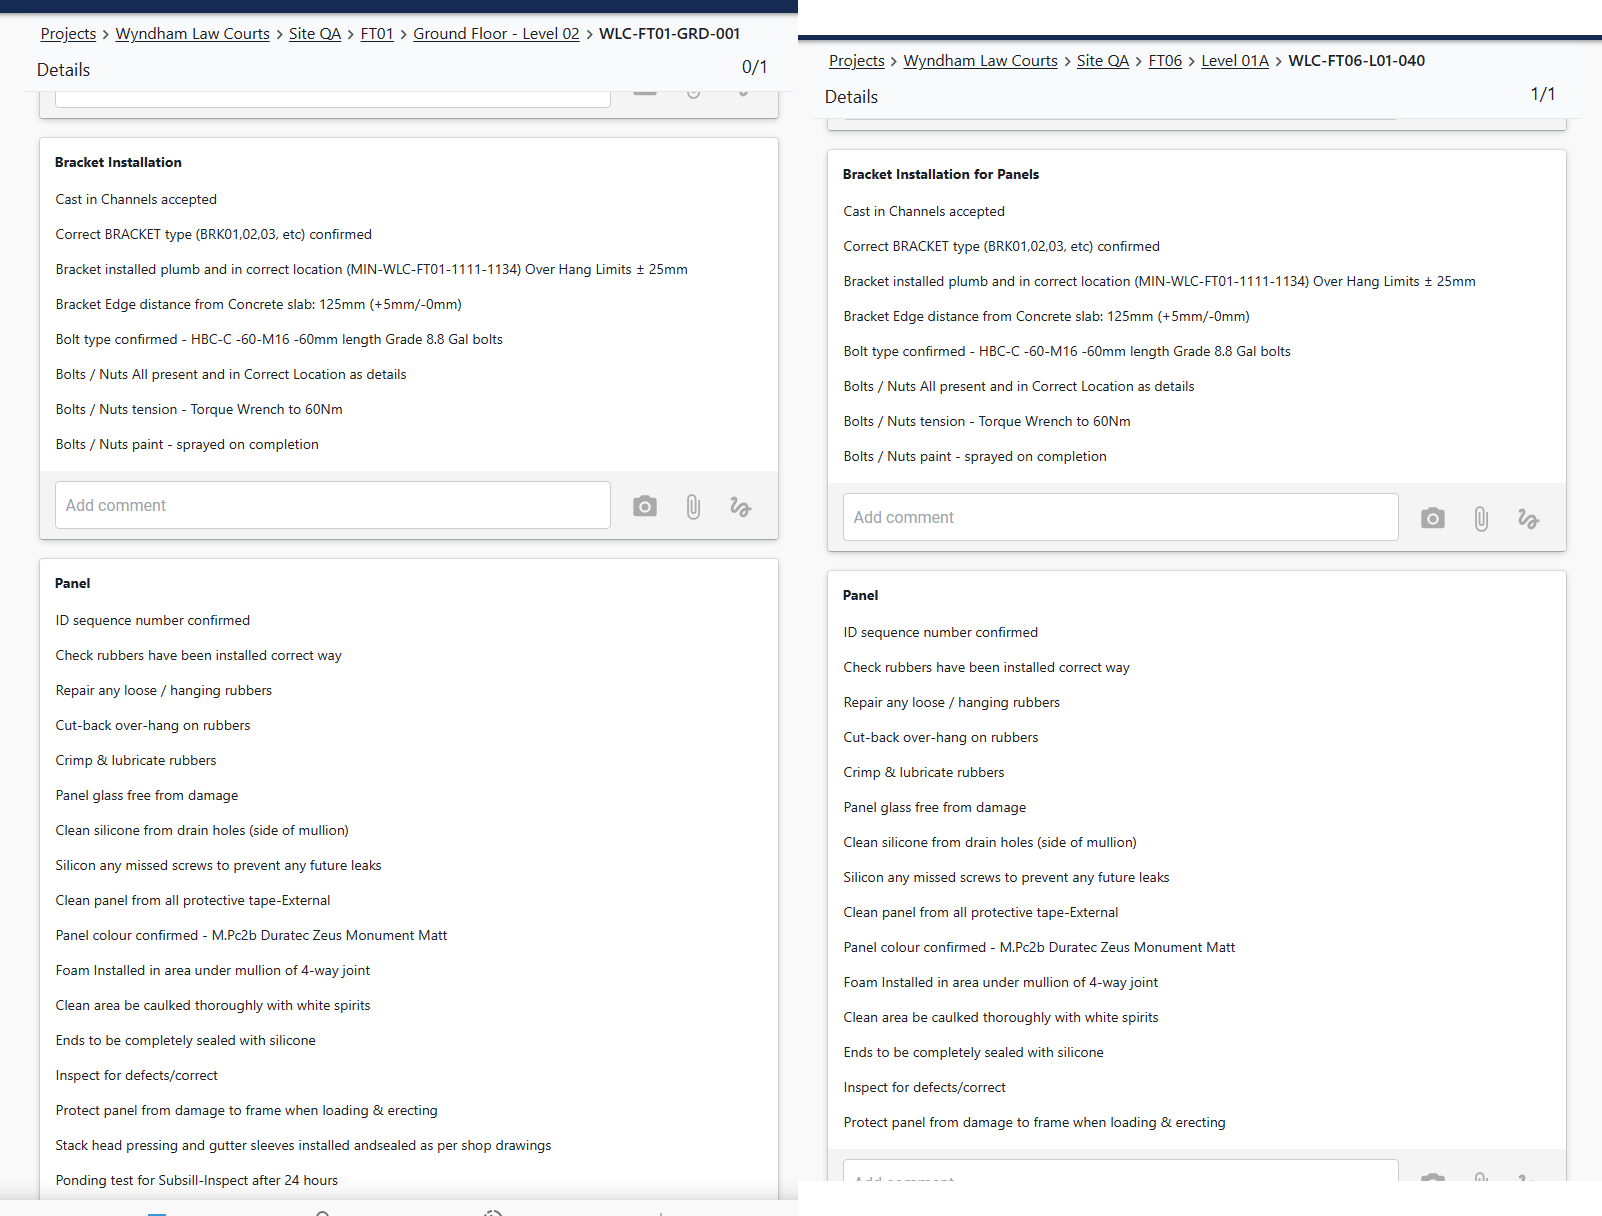 Projects > Wyndham Law Courts > Site QA > FT01 > Ground Floor - Level 02 > WLC-FT01-GRD-001
Details
0/1
Bracket Installation
Cast in Channels accepted
Correct BRACKET type (BRK01,02,03, etc) confirmed
Bracket installed plumb and in correct location (MIN-WLC-FT01-1111-1134) Over Hang Limits ± 25mm
Bracket Edge distance from Concrete slab: 125mm (+5mm/-0mm)
Bolt type confirmed - HBC-C -60-M16 -60mm length Grade 8.8 Gal bolts
Bolts / Nuts All present and in Correct Location as details
Bolts / Nuts tension - Torque Wrench to 60Nm
Bolts / Nuts paint - sprayed on completion
Add comment
Panel
ID sequence number confirmed
Check rubbers have been installed correct way
Repair any loose / hanging rubbers
Cut-back over-hang on rubbers
Crimp & lubricate rubbers
Panel glass free from damage
Clean silicone from drain holes (side of mullion)
Silicon any missed screws to prevent any future leaks
Clean panel from all protective tape-External
Panel colour confirmed - M.Pc2b Duratec Zeus Monument Matt
Foam Installed in area under mullion of 4-way joint
Clean area be caulked thoroughly with white spirits
Ends to be completely sealed with silicone
Inspect for defects/correct
Protect panel from damage to frame when loading & erecting
Stack head pressing and gutter sleeves installed andsealed as per shop drawings
Ponding test for Subsill-Inspect after 24 hours
Projects > Wyndham Law Courts > Site QA > FT06 > Level 01A > WLC-FT06-L01-040
Details
1/1
Bracket Installation for Panels
Cast in Channels accepted
Correct BRACKET type (BRK01,02,03, etc) confirmed
Bracket installed plumb and in correct location (MIN-WLC-FT01-1111-1134) Over Hang Limits ± 25mm
Bracket Edge distance from Concrete slab: 125mm (+5mm/-0mm)
Bolt type confirmed - HBC-C -60-M16 -60mm length Grade 8.8 Gal bolts
Bolts / Nuts All present and in Correct Location as details
Bolts / Nuts tension - Torque Wrench to 60Nm
Bolts / Nuts paint - sprayed on completion
Add comment
Panel
ID sequence number confirmed
Check rubbers have been installed correct way
Repair any loose / hanging rubbers
Cut-back over-hang on rubbers
Crimp & lubricate rubbers
Panel glass free from damage
Clean silicone from drain holes (side of mullion)
Silicon any missed screws to prevent any future leaks
Clean panel from all protective tape-External
Panel colour confirmed - M.Pc2b Duratec Zeus Monument Matt
Foam Installed in area under mullion of 4-way joint
Clean area be caulked thoroughly with white spirits
Ends to be completely sealed with silicone
Inspect for defects/correct
Protect panel from damage to frame when loading & erecting
Add comment